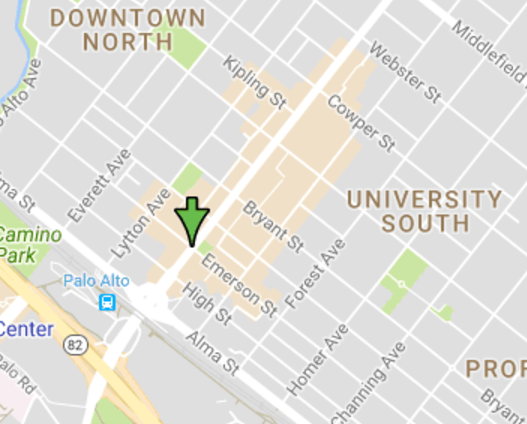 DOWNTOWN
NORTH
Middlefield
Webster St
Kipling St
Cowper St
Alto Ave
Everett Ave
Lytton Ave
Alma St
UNIVERSITY
SOUTH
Bryant St
Camino
Park
Forest Ave
Emerson St
Palo Alto
High St
Center
82
Alma St
Homer Ave
Channing Ave
Palo Rd
PROF
Bryant